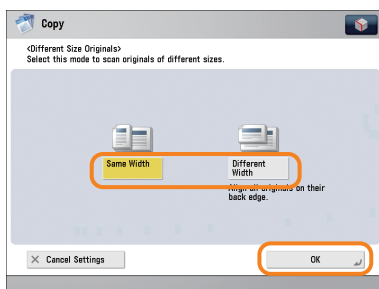 Copy
<Different Size Originals>
Select this mode to scan originals of different sizes.
Same Width
Different
Width
Align all originals on their
back edge.
Cancel Settings
OK